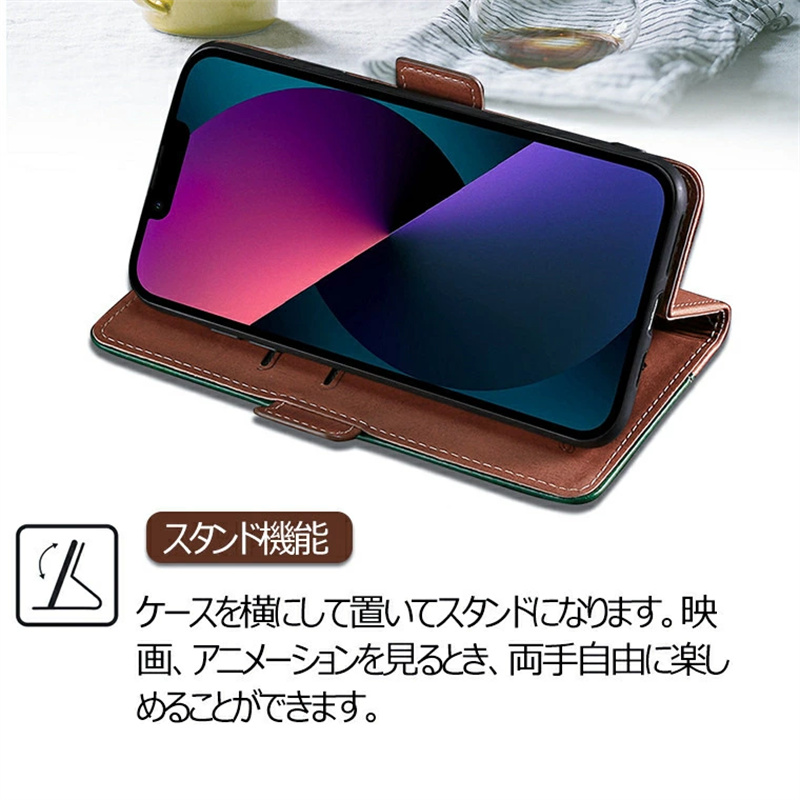 スタンド機能
ケースを横にして置いてスタンドになります。映
画、アニメーションを見るとき、両手自由に楽し
めることができます。